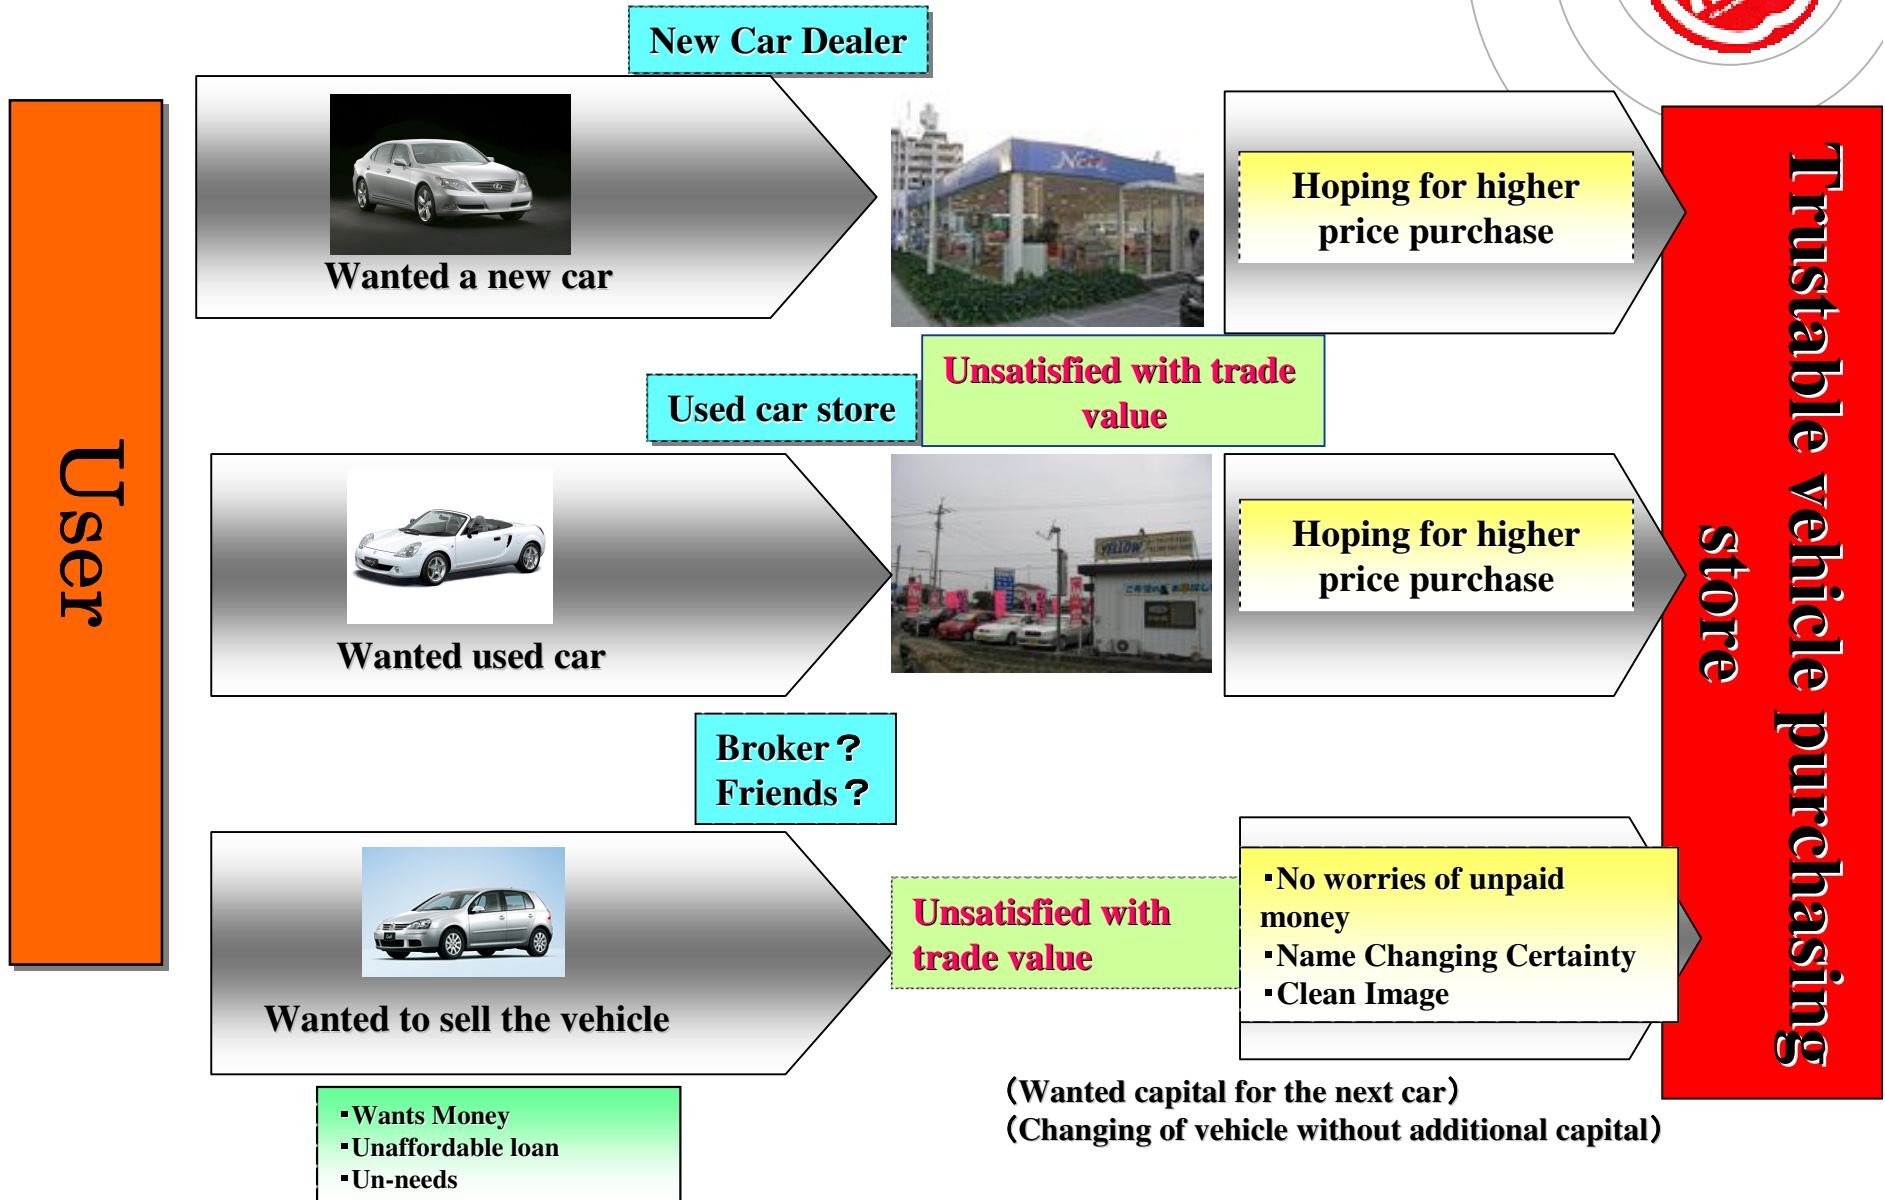 New Car Dealer
User
Wanted a new car
Hoping for higher
price purchase
Unsatisfied with trade
value
Used car store
YELLOW
Wanted used car
Hoping for higher
price purchase
Trustable vehicle purchasing
store
Broker？
Friends？
Wanted to sell the vehicle
Unsatisfied with
trade value
▪No worries of unpaid
money
▪Name Changing Certainty
▪Clean Image
▪Wants Money
▪Unaffordable loan
▪Un-needs
（Wanted capital for the next car）
（Changing of vehicle without additional capital）